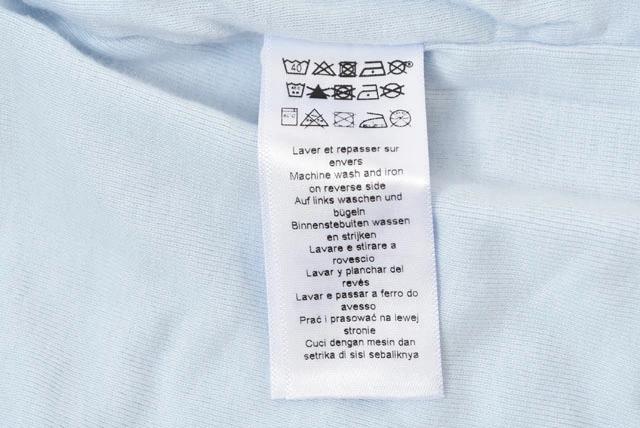 40
Laver et repasser sur
envers
Machine wash and iron
on reverse side
Auf links waschen und
bügeln
Binnenstebuiten wassen
en strijken
Lavare e stirare a
rovescio
Lavar y planchar del
revés
Lavar e passar a ferro do
avesso
Prać i prasować na lewej
stronie
Cuci dengan mesin dan
setrika di sisi sebaliknya